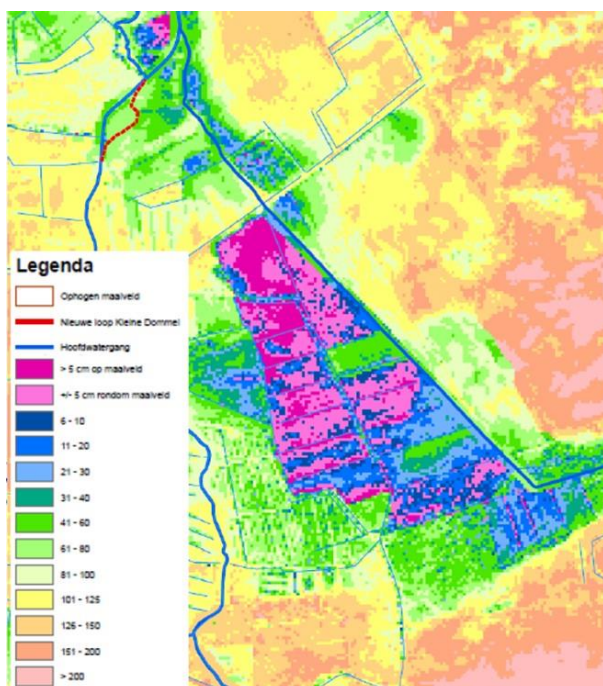 Legenda
Ophogen maaiveld
Nieuwe loop Kleine Dommel
Hoofdwatergang
> 5 cm op maaiveld
+/- 5 cm rondom maaiveld
6 - 10
11 - 20
21 - 30
31 - 40
41 - 60
61 - 80
81 - 100
101 - 125
126 - 150
151 - 200
> 200